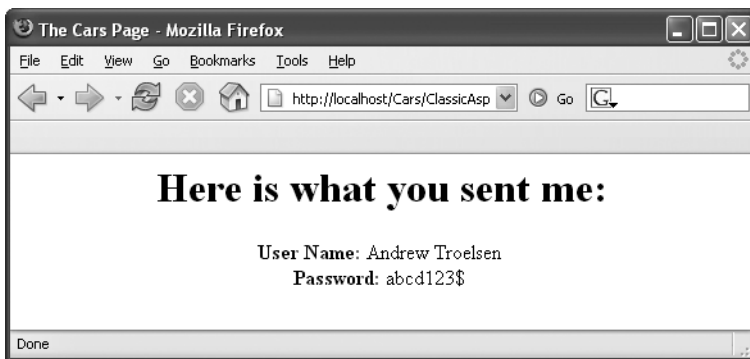 The Cars Page - Mozilla Firefox
File Edit View Go Bookmarks Tools Help
http://localhost/Cars/ClassicAsp Go G
Here is what you sent me:
User Name: Andrew Troelsen
Password: abcd123$
Done